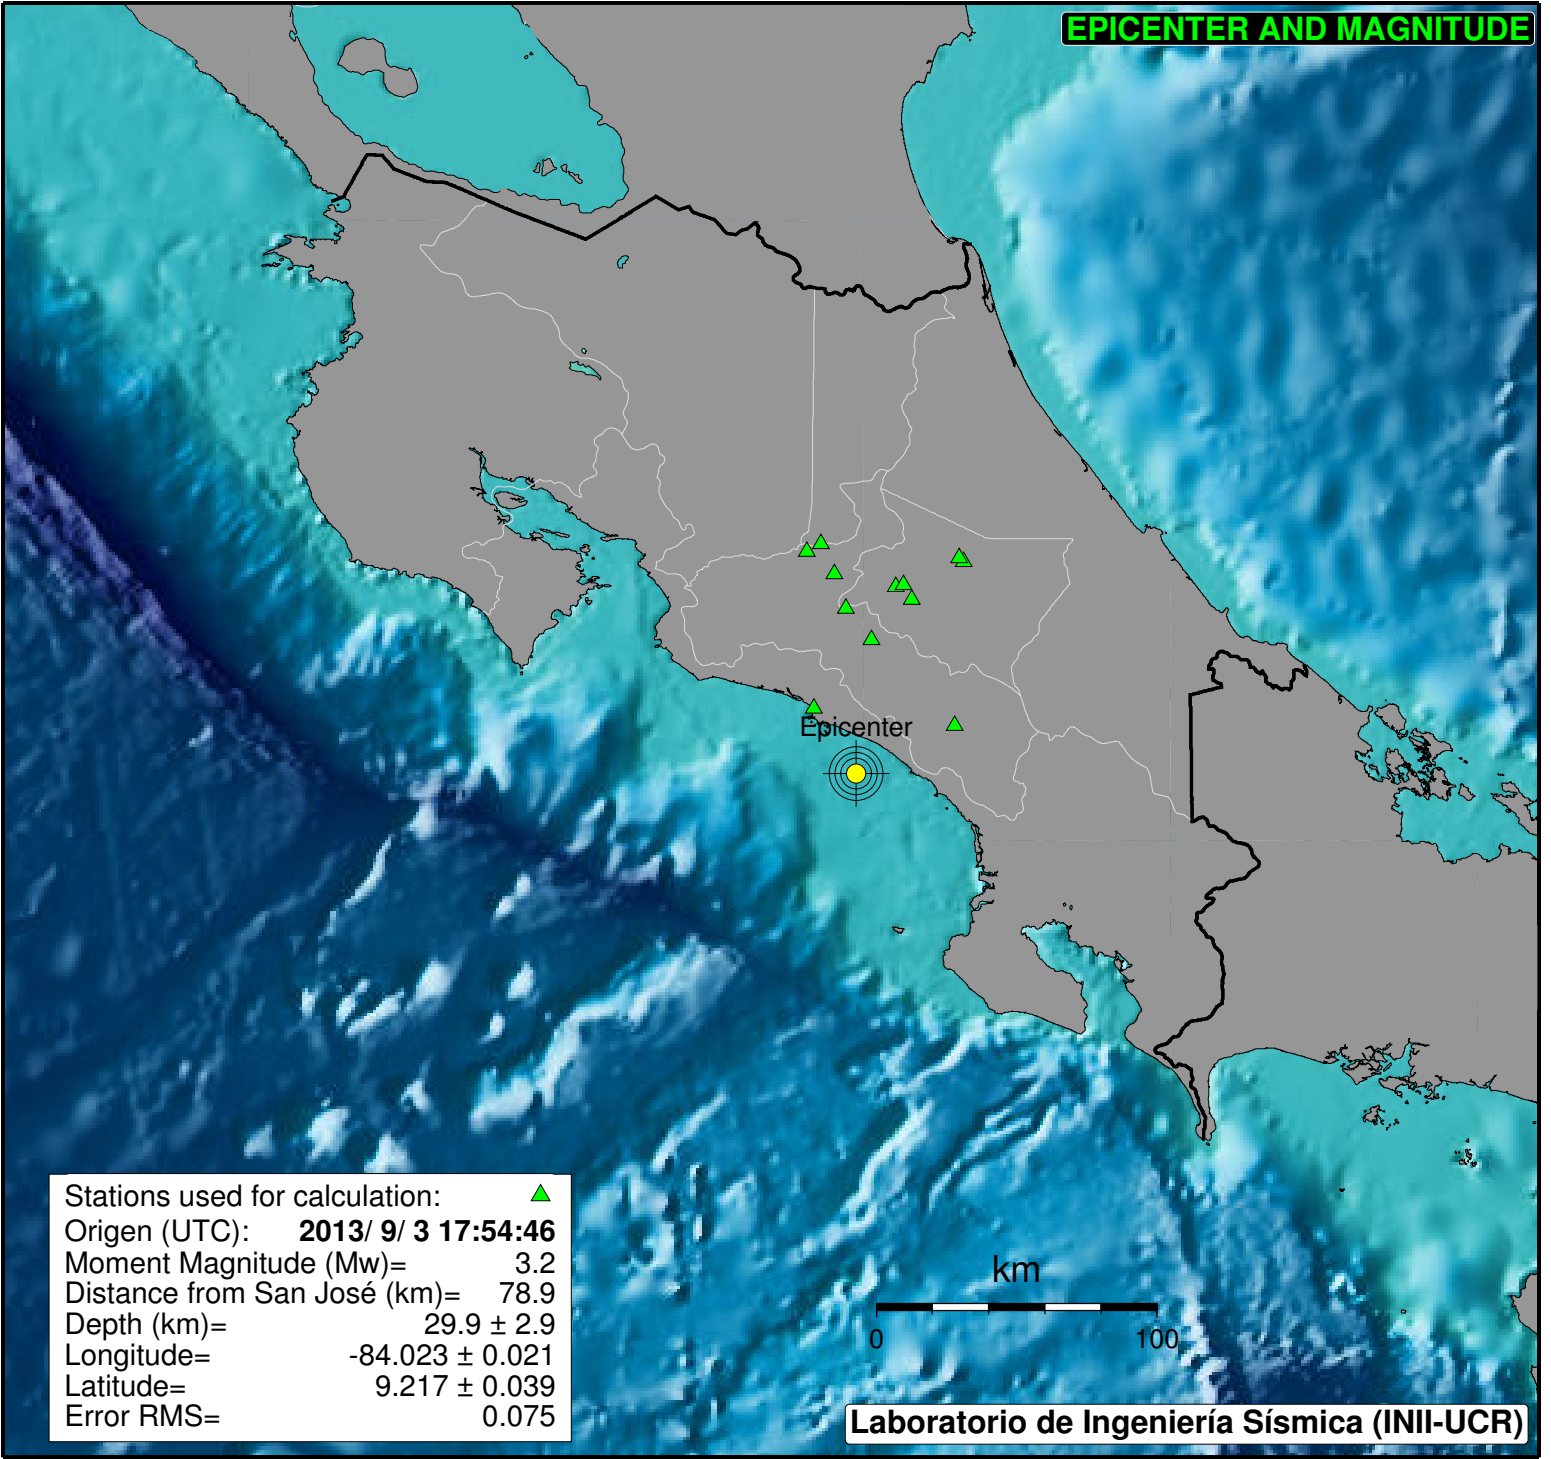 EPICENTER AND MAGNITUDE
Epicenter
Stations used for calculation:
Origen (UTC): 2013/ 9/ 3 17:54:46
Moment Magnitude (Mw)= 3.2
Distance from San José (km)= 78.9
Depth (km)= 29.9 ± 2.9
Longitude= -84.023 ± 0.021
Latitude= 9.217 ± 0.039
Error RMS= 0.075
km
0 100
Laboratorio de Ingeniería Sísmica (INII-UCR)